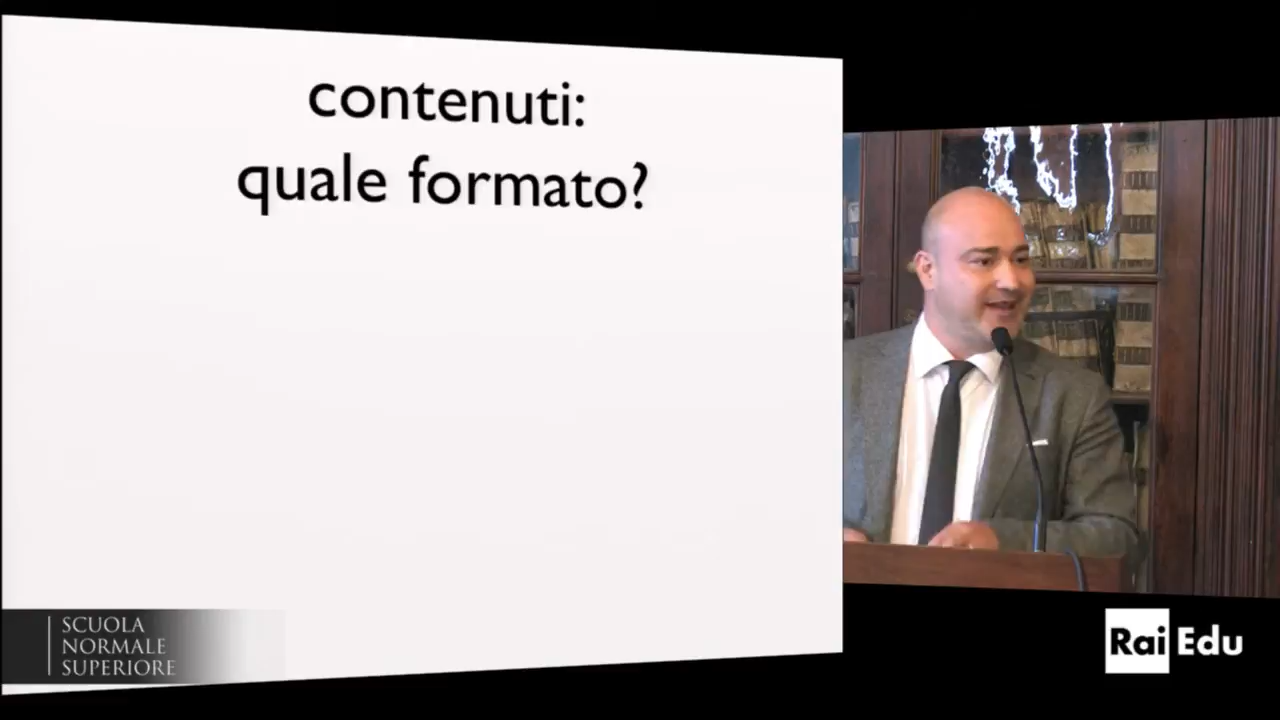 contenuti:
quale formato?
SCUOLA
NORMALE
SUPERIORE
Rai Edu